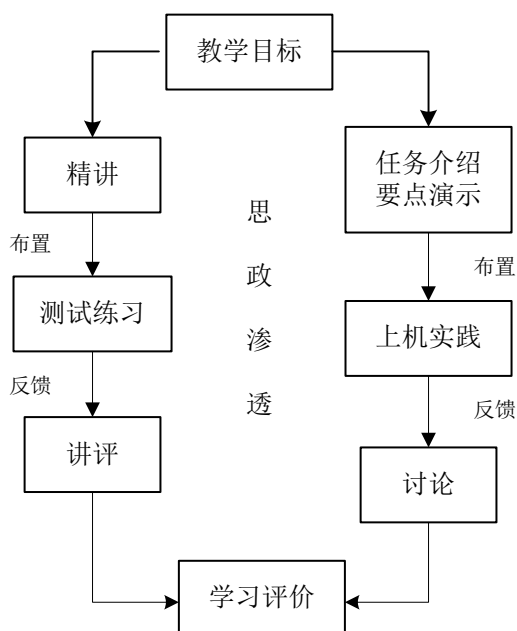 教学目标
精讲
任务介绍
要点演示
思
政
渗
透
布置
布置
测试练习
上机实践
反馈
反馈
讲评
讨论
学习评价